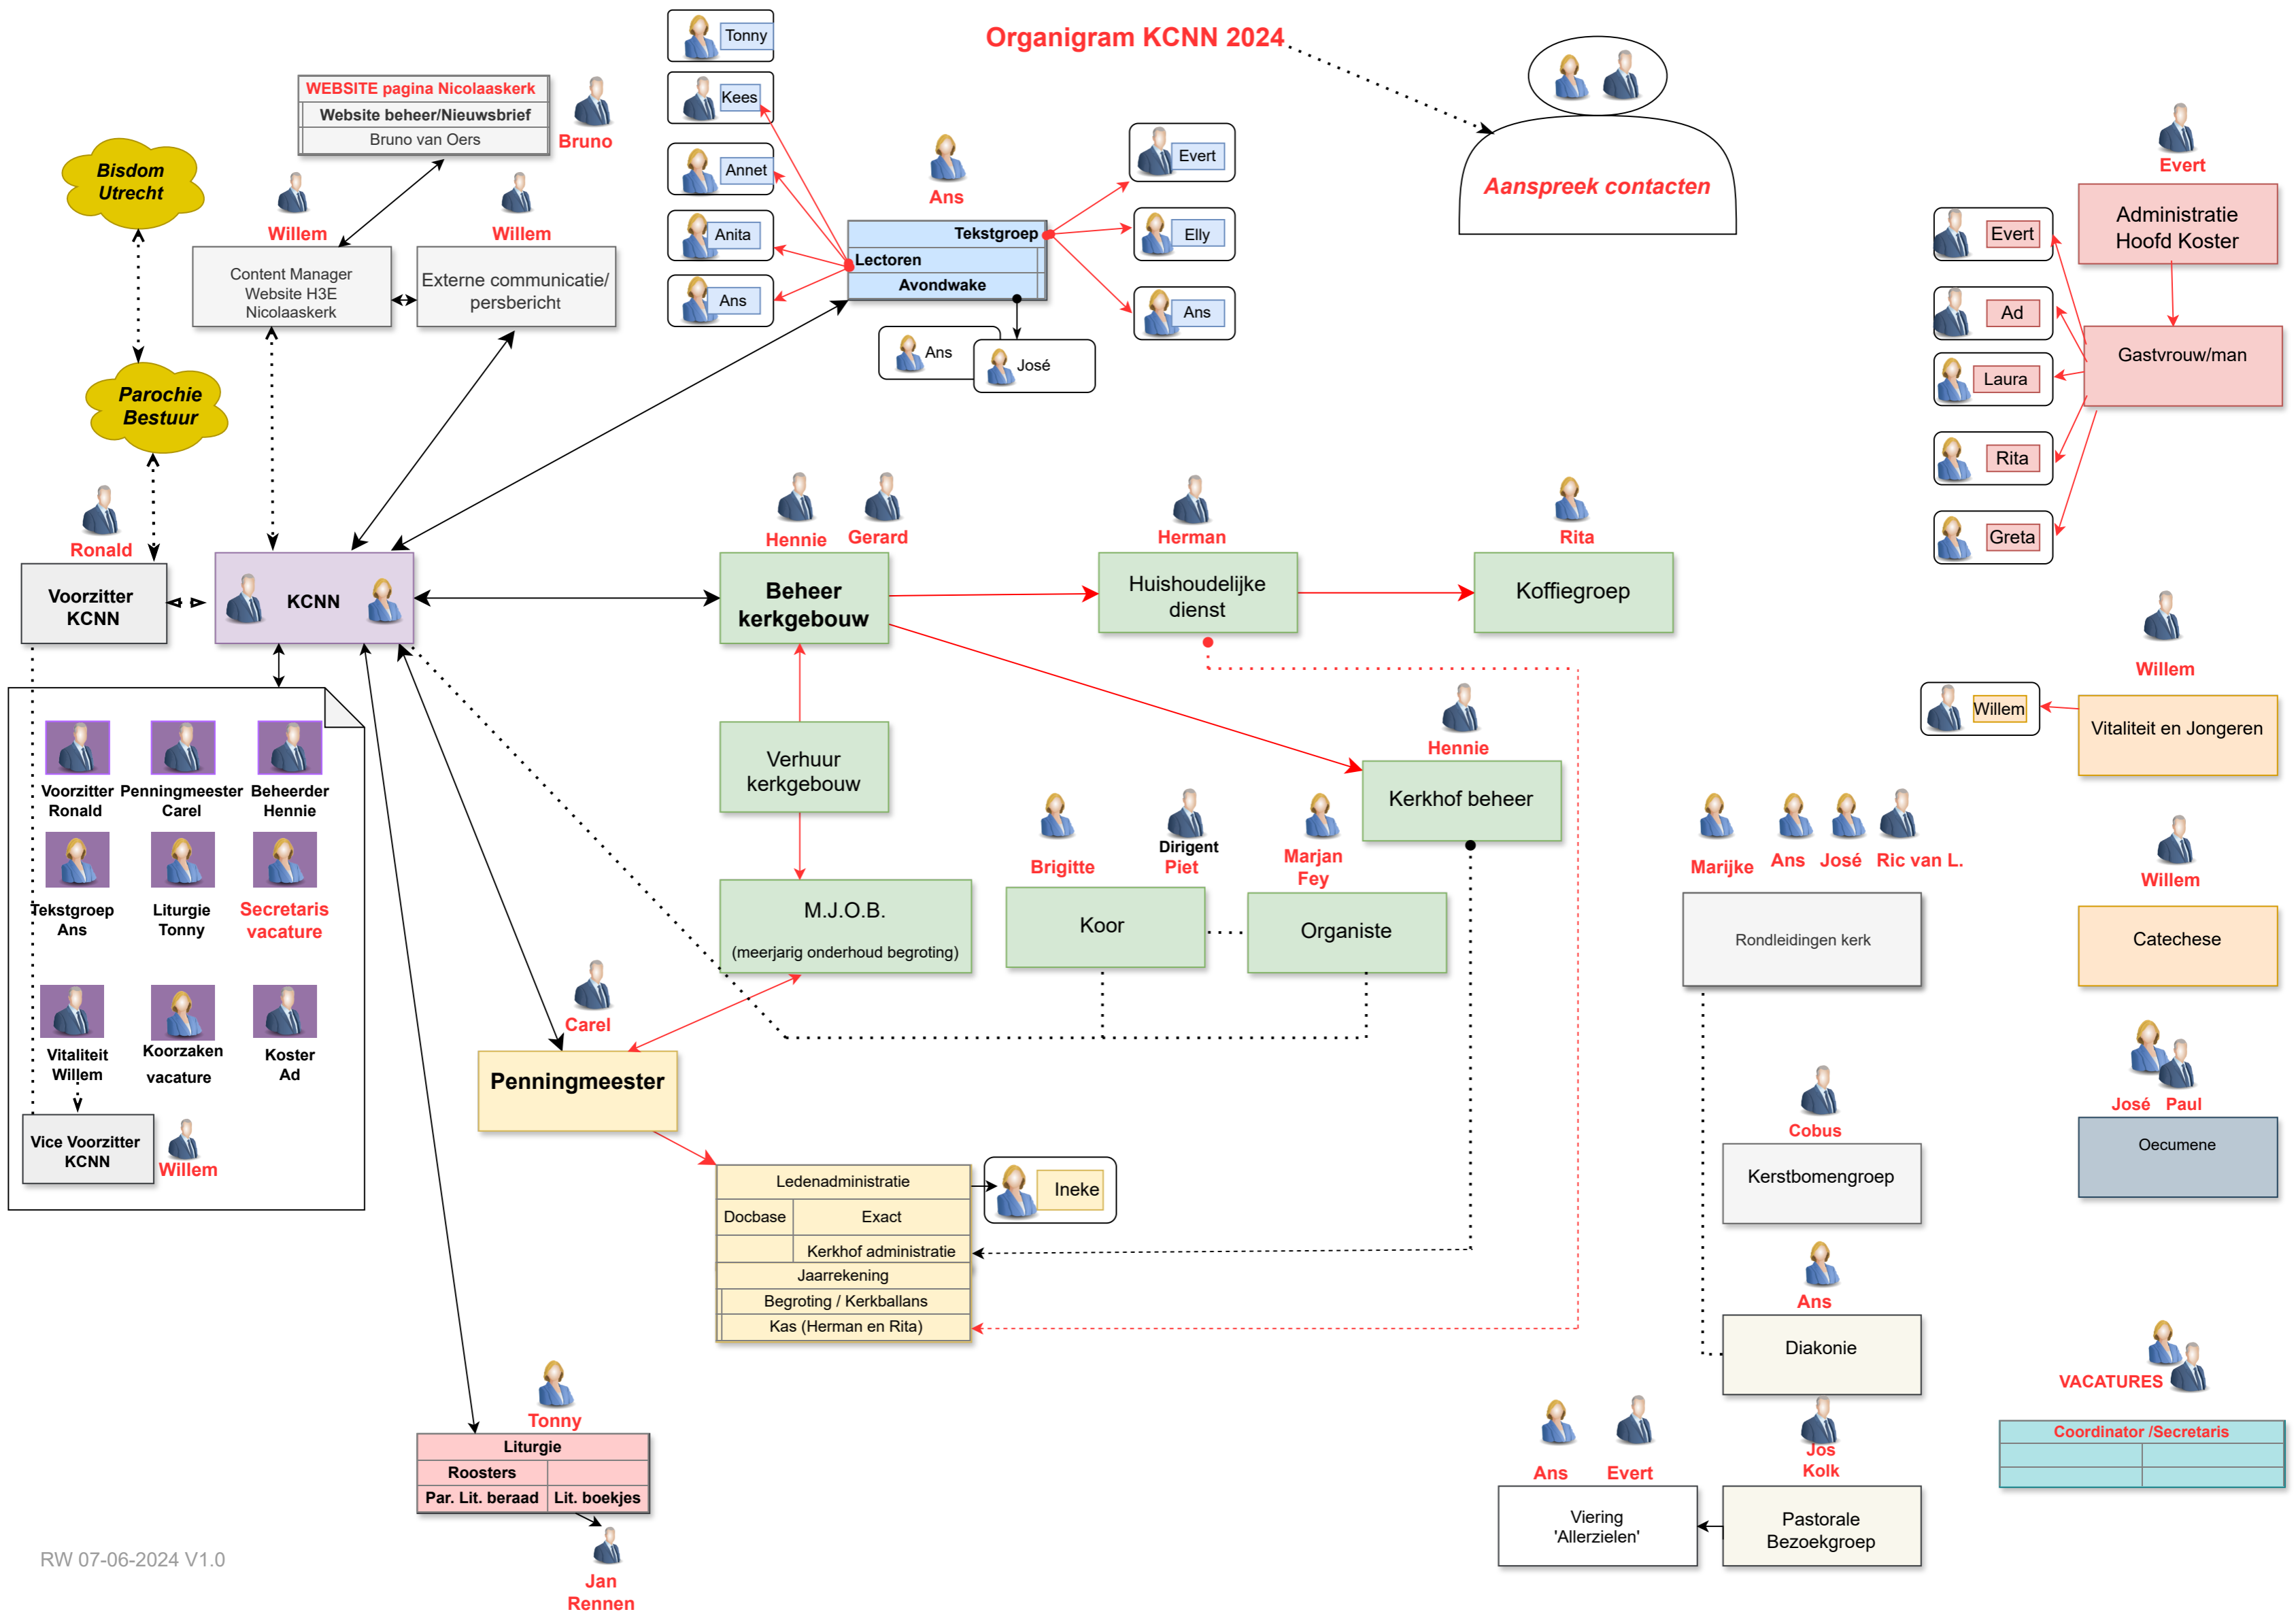 Organigram KCNN 2024
Aanspreek contacten
WEBSITE pagina Nicolaaskerk
Website beheer/Nieuwsbrief
Bruno van Oers
Bruno
Bisdom
Utrecht
Parochie
Bestuur
Willem
Content Manager
Website H3E
Nicolaaskerk
Willem
Externe communicatie/
persbericht
Tonny
Kees
Annet
Anita
Ans
Ans
Tekstgroep
Lectoren
Avondwake
Evert
Elly
Ans
Ans
José
Evert
Administratie
Hoofd Koster
Gastvrouw/man
Evert
Ad
Laura
Rita
Greta
Ronald
Voorzitter
KCNN
KCNN
Hennie
Gerard
Beheer
kerkgebouw
Herman
Huishoudelijke
dienst
Rita
Koffiegroep
Verhuur
kerkgebouw
M.J.O.B.
(meerjarig onderhoud begroting)
Hennie
Kerkhof beheer
Brigitte
Koor
Dirigent
Piet
Marjan
Fey
Organiste
Voorzitter
Ronald
Penningmeester
Carel
Beheerder
Hennie
Tekstgroep
Ans
Liturgie
Tonny
Secretaris
vacature
Vitaliteit
Willem
Koorzaken
vacature
Koster
Ad
Vice Voorzitter
KCNN
Willem
Carel
Penningmeester
Ledenadministratie
Docbase
Exact
Kerkhof administratie
Jaarrekening
Begroting / Kerkballans
Kas (Herman en Rita)
Ineke
Tonny
Liturgie
Roosters
Par. Lit. beraad
Lit. boekjes
Jan
Rennen
Willem
Willem
Vitaliteit en Jongeren
Willem
Catechese
Marijke
Ans
José
Ric van L.
Rondleidingen kerk
José
Paul
Oecumene
Cobus
Kerstbomengroep
Ans
Diakonie
Jos
Kolk
Pastorale
Bezoekgroep
Ans
Evert
Viering
'Allerzielen'
VACATURES
Coordinator /Secretaris
RW 07-06-2024 V1.0